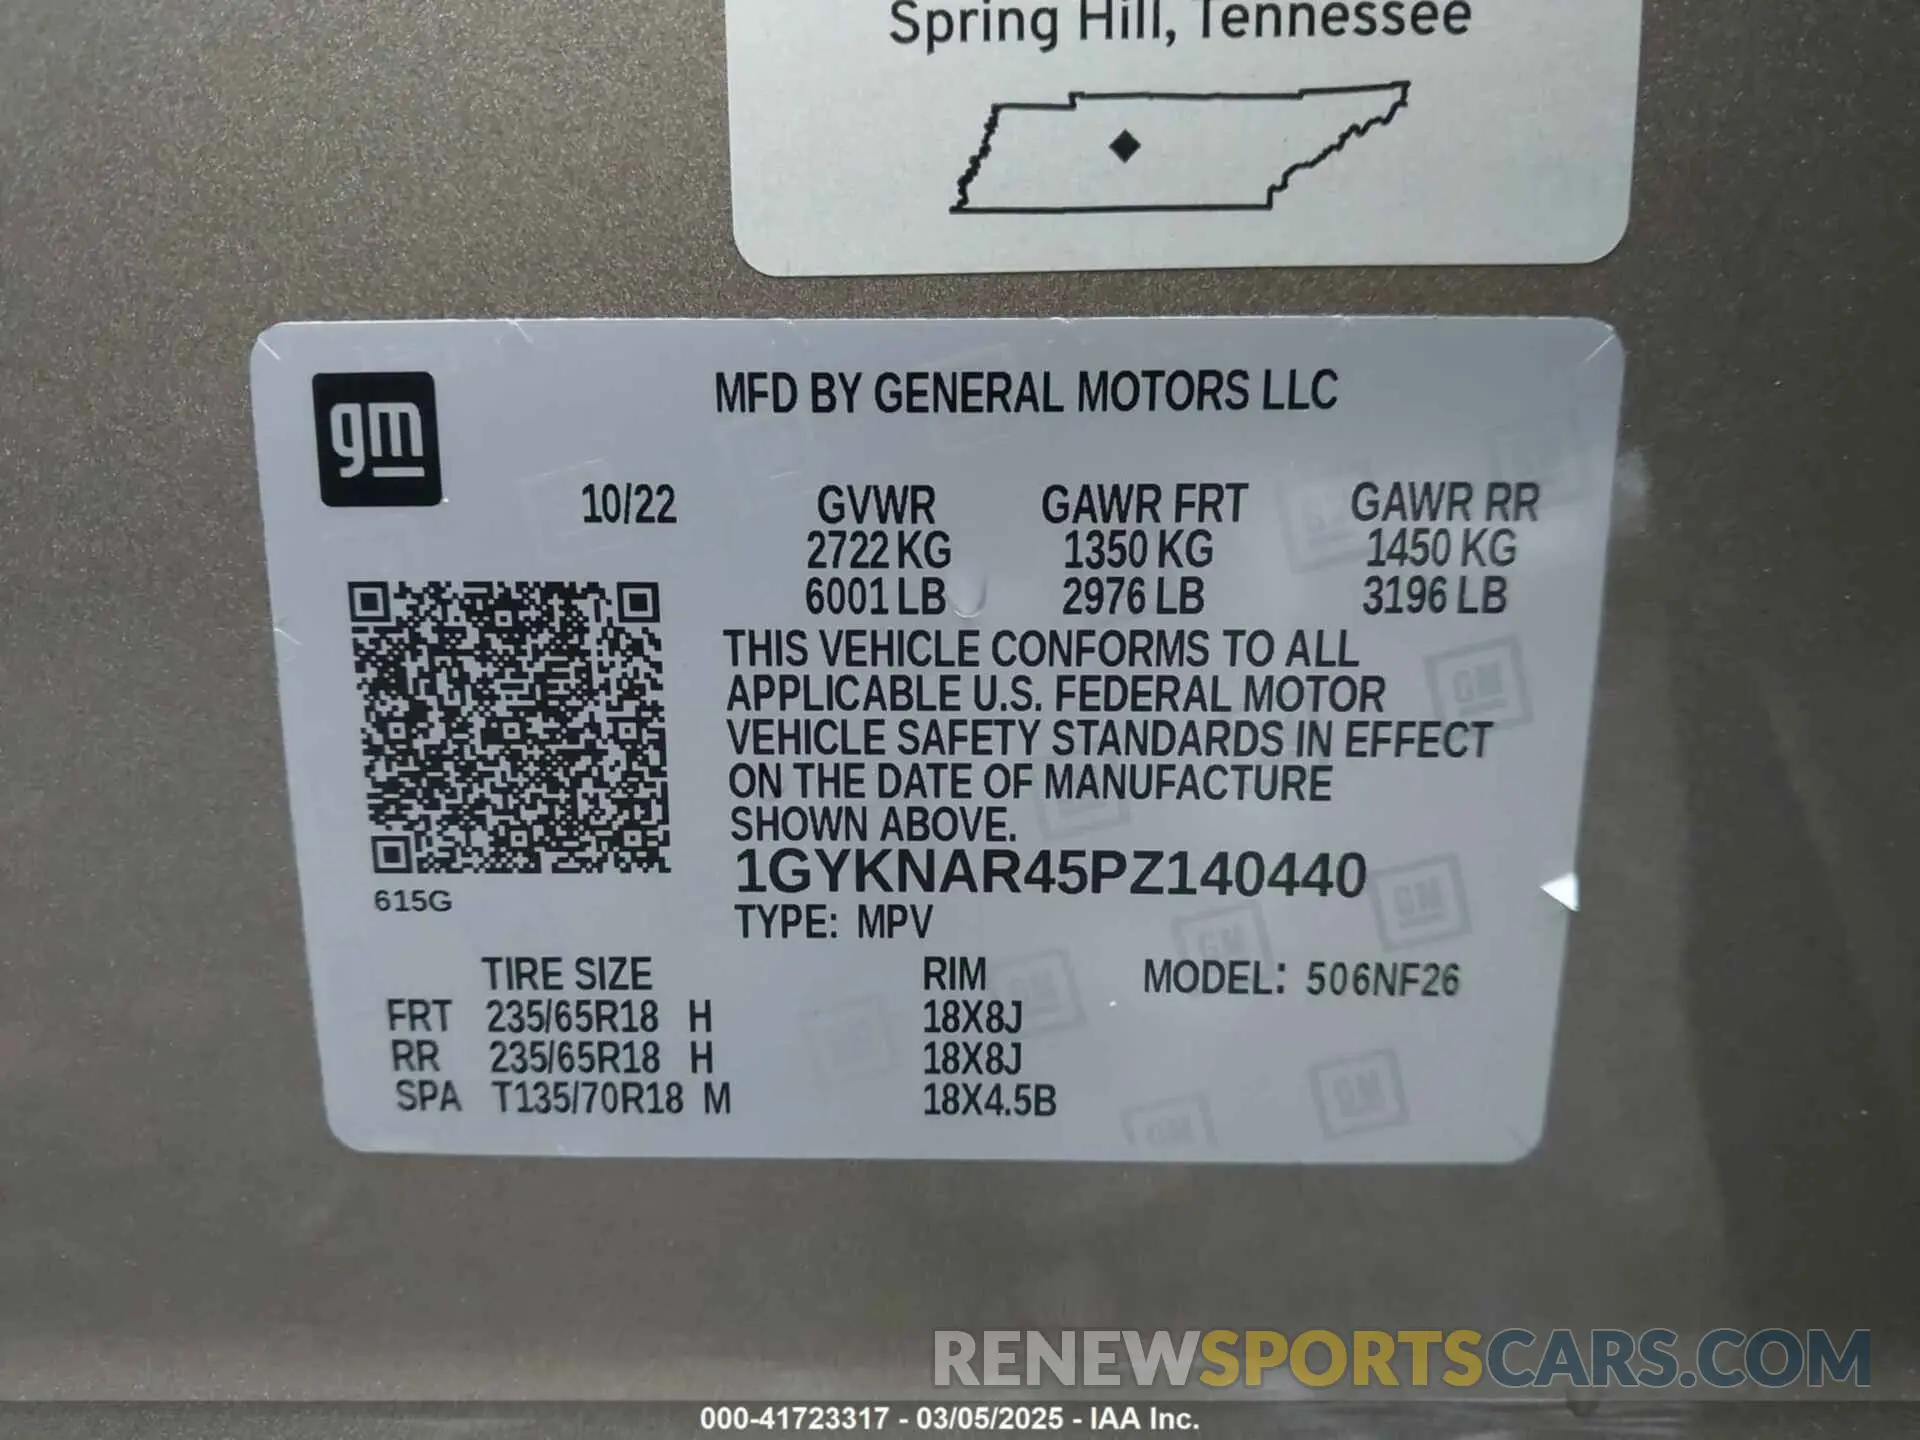 Spring Hill, Tennessee
gm
MFD BY GENERAL MOTORS LLC
10/22 GVWR GAWR FRT GAWR RR
2722 KG 1350 KG 1450 KG
6001 LB 2976 LB 3196 LB
THIS VEHICLE CONFORMS TO ALL
APPLICABLE U.S. FEDERAL MOTOR
VEHICLE SAFETY STANDARDS IN EFFECT
ON THE DATE OF MANUFACTURE
SHOWN ABOVE.
1GYKNAR45PZ140440
615G
TYPE: MPV
TIRE SIZE RIM MODEL: 506NF26
FRT 235/65R18 H 18X8J
RR 235/65R18 H 18X8J
SPA T135/70R18 M 18X4.5B
RENEWSPORTSCARS.COM
000-41723317 - 03/05/2025 - IAA Inc.